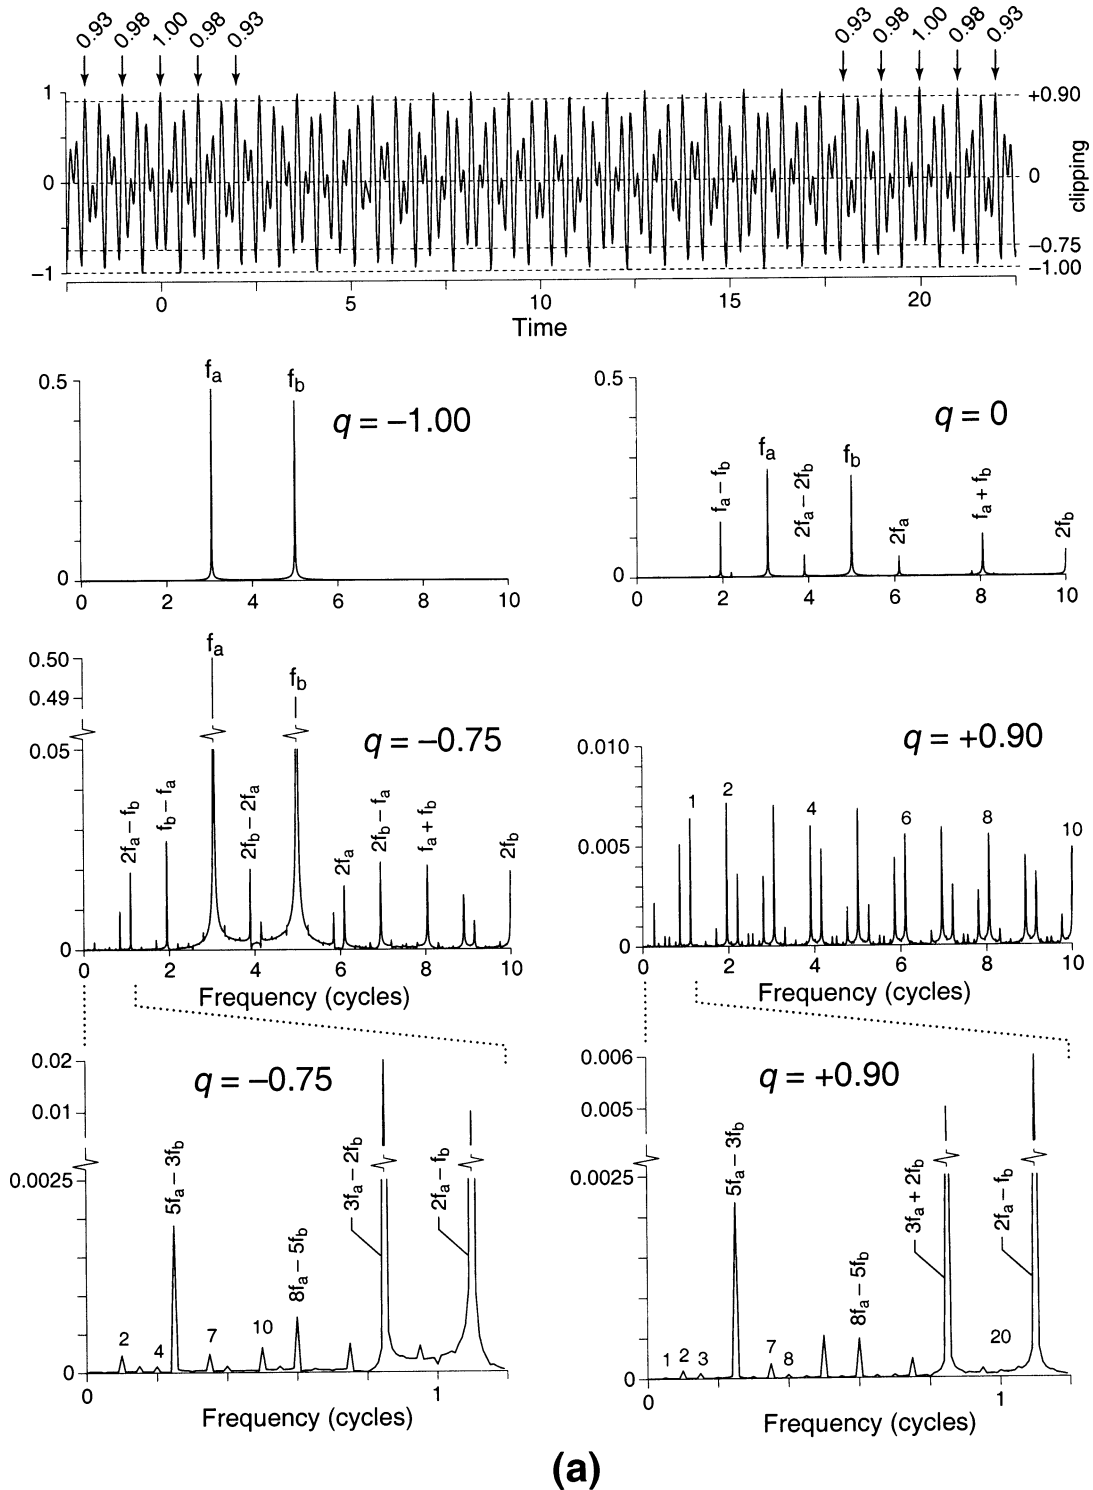 0.93 0.98 1.00 0.98 0.93 0.93 0.98 1.00 0.98 0.93
1 +0.90
0 0
clipping
−0.75
−1 −1.00
0 5 10 15 20
Time
0.5 fa fb q = −1.00
0
0 2 4 6 8 10
0.5 q = 0
fa − fb fa 2fa − 2fb fb 2fa fa + fb 2fb
0
0 2 4 6 8 10
fa
0.50
0.49 fb
q = −0.75
0.05
2fa − fb fb − fa 2fb − 2fa 2fa 2fb − fa fa + fb 2fb
0
0 2 4 6 8 10
Frequency (cycles)
q = +0.90
0.010
1 2 4 6 8 10
0.005
0
0 2 4 6 8 10
Frequency (cycles)
0.02 q = −0.75
0.01
0.0025 5fa − 3fb 8fa − 5fb 3fa − 2fb 2fa − fb
2 4 7 10
0
0 1
Frequency (cycles)
0.006 q = +0.90
0.005
0.0025 5fa − 3fb 8fa − 5fb 3fa + 2fb 2fa − fb
1 2 3 7 8 20
0
0 1
Frequency (cycles)
(a)